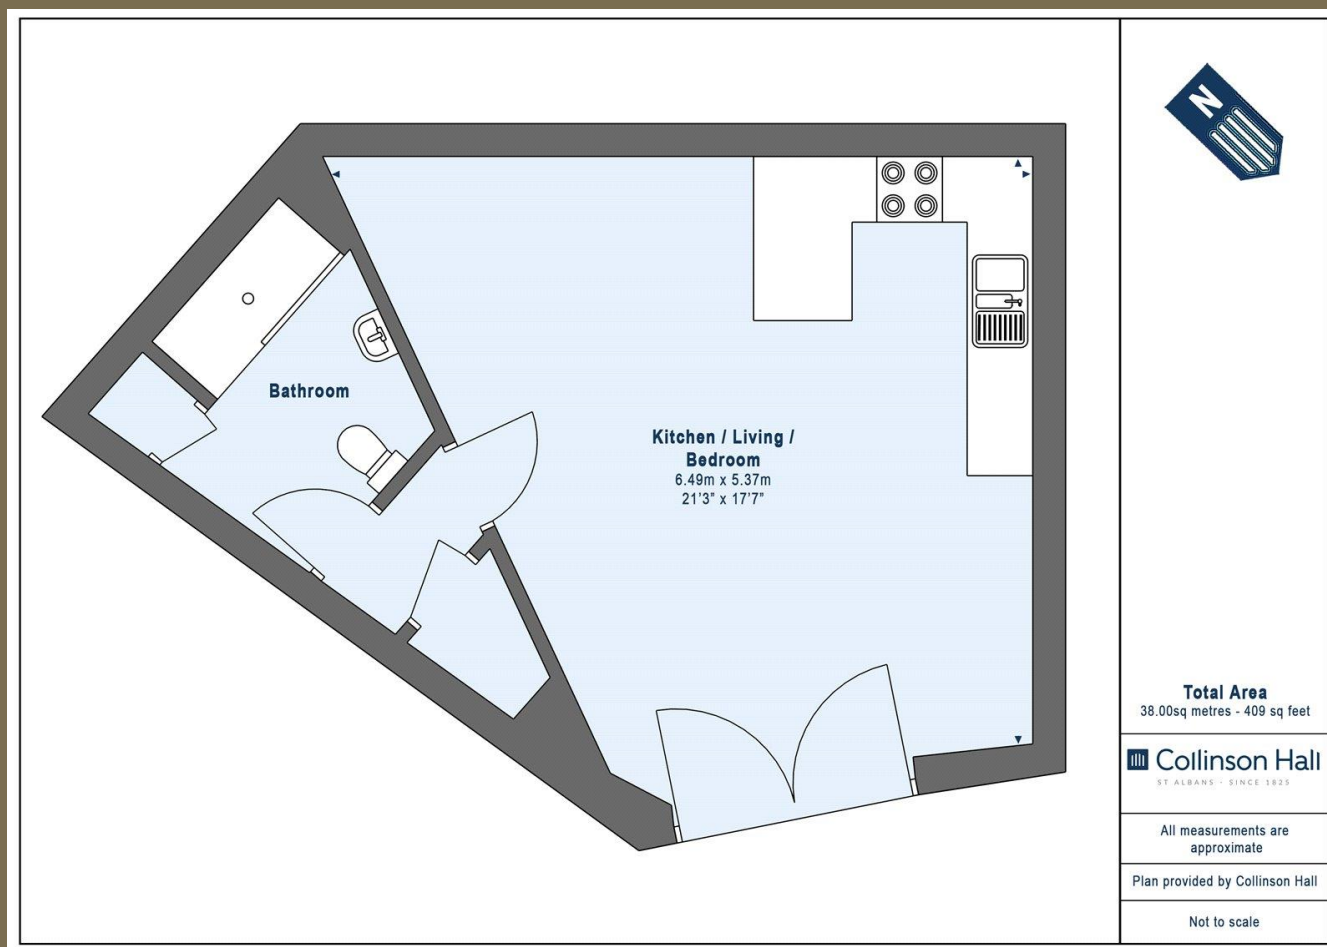 N
Bathroom
Kitchen / Living /
Bedroom
6.49m x 5.37m
21'3" x 17'7"
Total Area
38.00sq metres - 409 sq feet
Collinson Hall
ST ALBANS - SINCE 1825
All measurements are
approximate
Plan provided by Collinson Hall
Not to scale